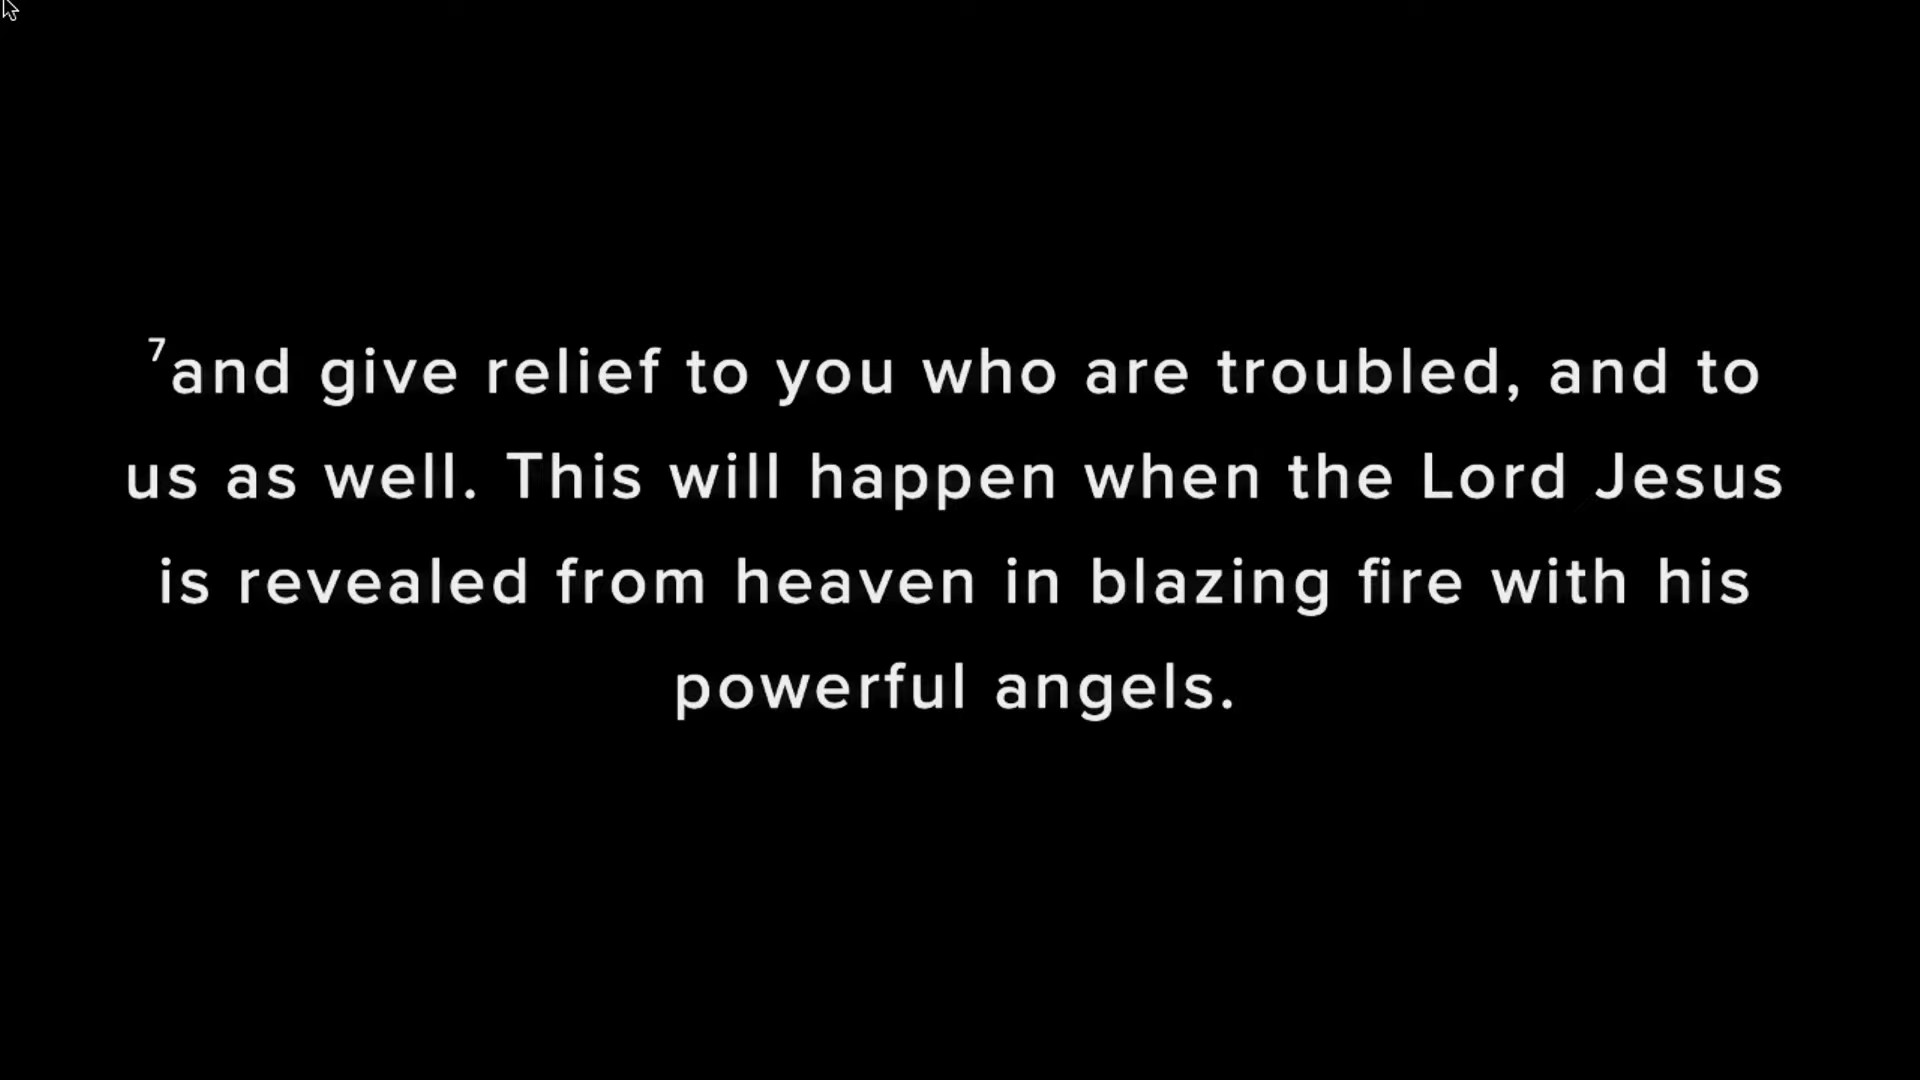 ⁷and give relief to you who are troubled, and to
us as well. This will happen when the Lord Jesus
is revealed from heaven in blazing fire with his
powerful angels.